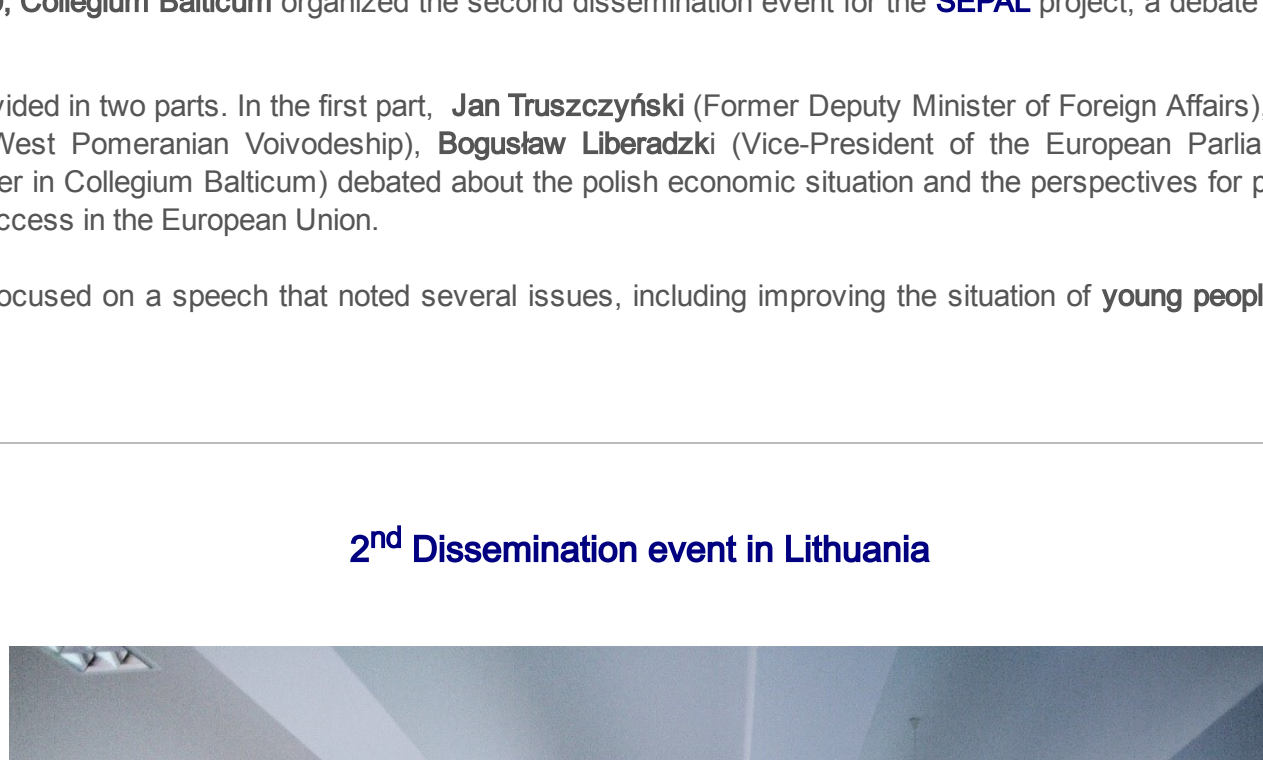 Collegium Balticum organized the second dissemination event for the SEPAL project, a debate
vided in two parts. In the first part, Jan Truszczyński (Former Deputy Minister of Foreign Affairs),
West Pomeranian Voivodeship), Bogusław Liberadzki (Vice-President of the European Parlia
er in Collegium Balticum) debated about the polish economic situation and the perspectives for p
ccess in the European Union.
ocused on a speech that noted several issues, including improving the situation of young peopl
2nd Dissemination event in Lithuania